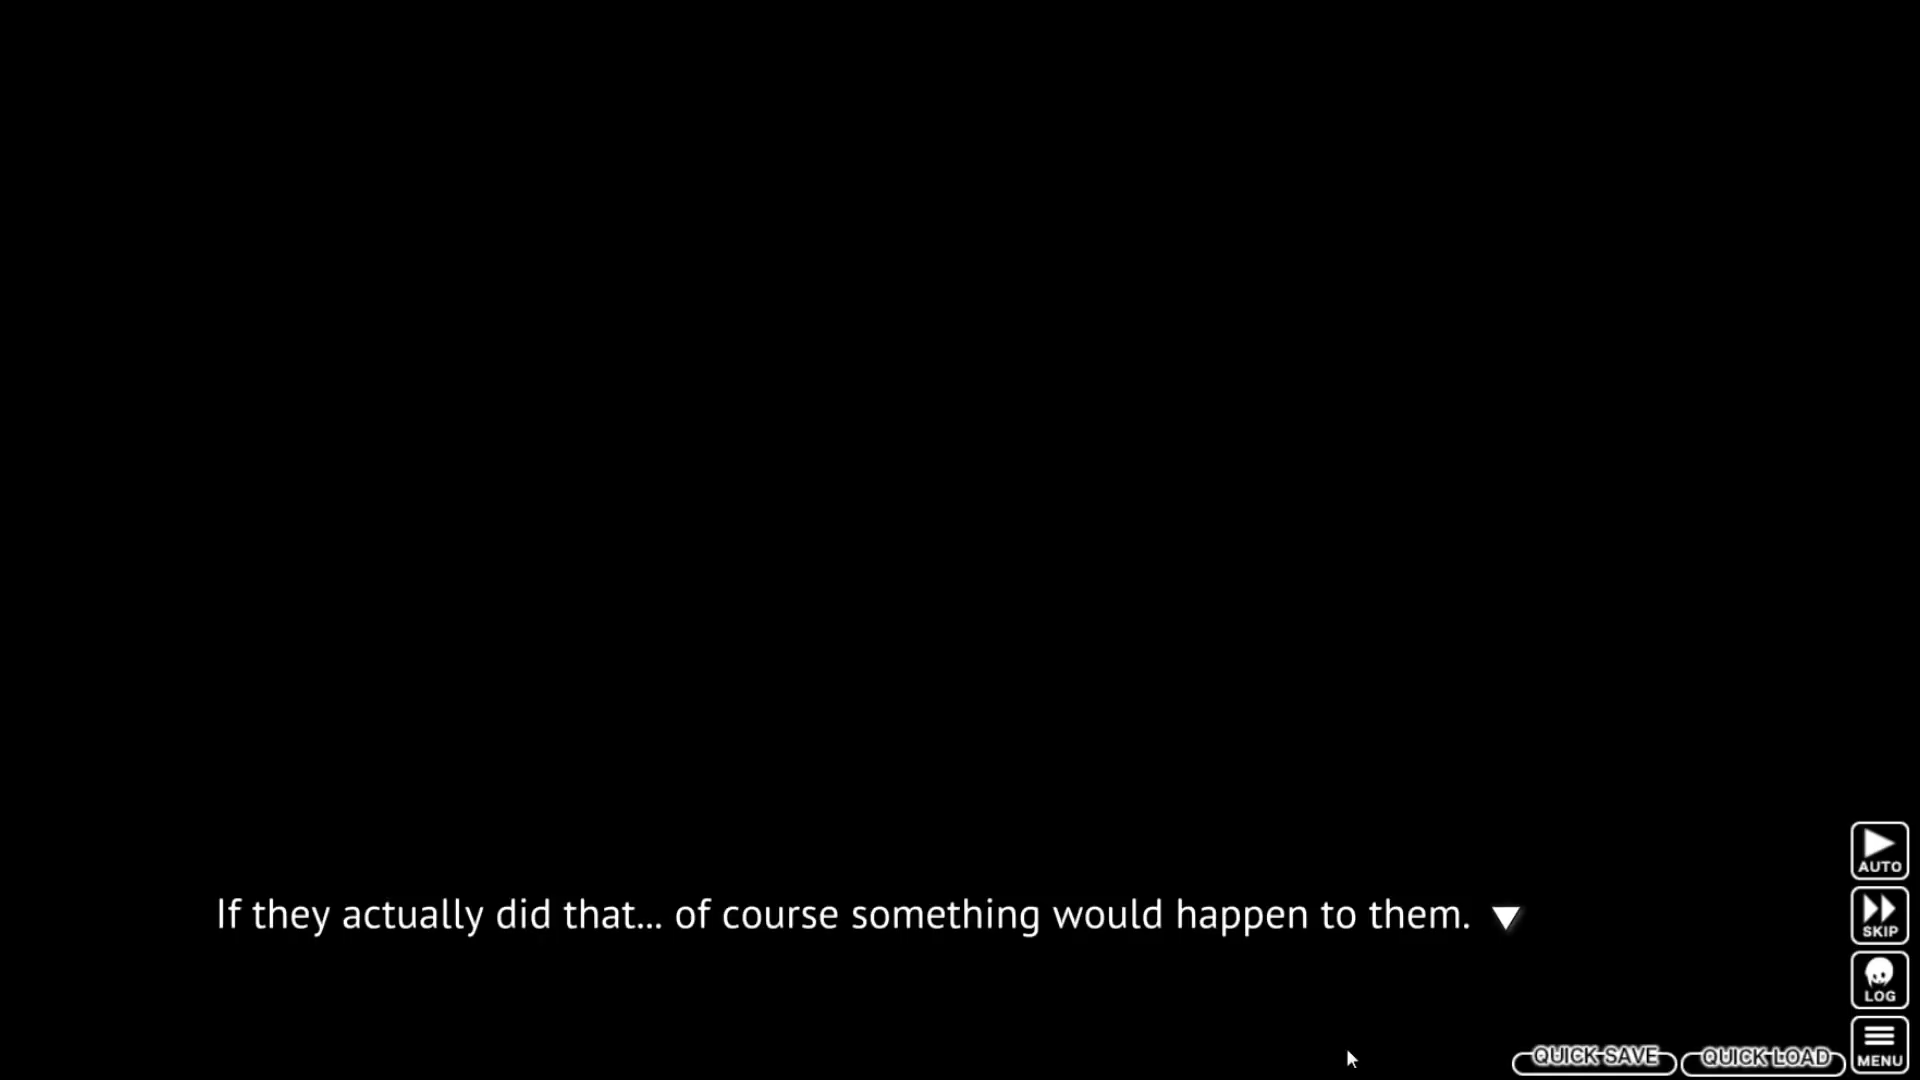 AUTO
If they actually did that... of course something would happen to them.
SKIP
LOG
QUICK SAVE
QUICK LOAD
MENU